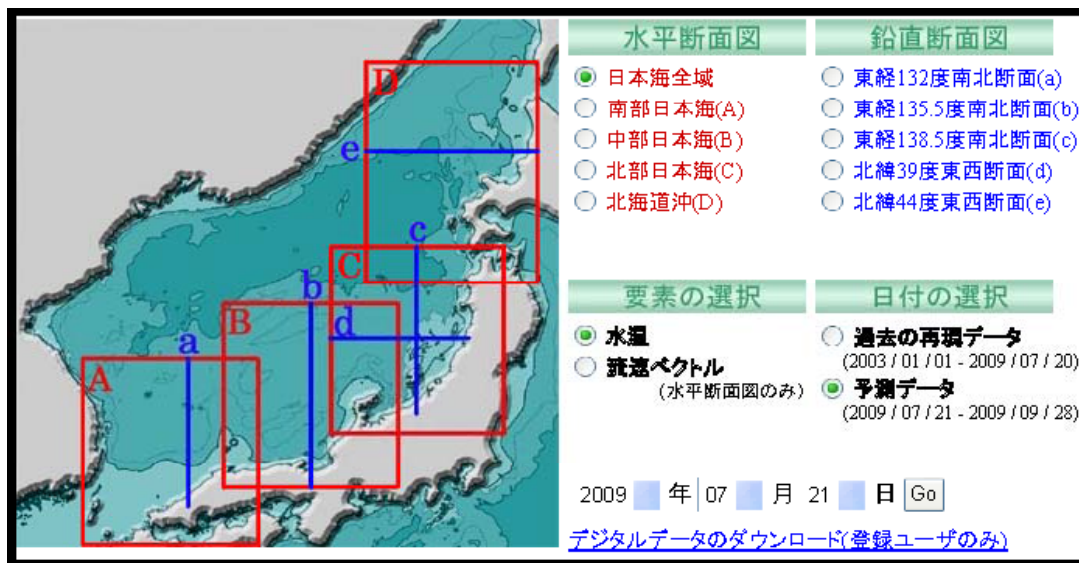 D
e
c
C
b
B
d
a
A
水平断面図
日本海全域
南部日本海(A)
中部日本海(B)
北部日本海(C)
北海道沖(D)
鉛直断面図
東経132度南北断面(a)
東経135.5度南北断面(b)
東経138.5度南北断面(c)
北緯39度東西断面(d)
北緯44度東西断面(e)
要素の選択
水温
流速ベクトル
(水平断面図のみ)
日付の選択
過去の再現データ
(2003 / 01 / 01 - 2009 / 07 / 20)
予測データ
(2009 / 07 / 21 - 2009 / 09 / 28)
2009 年 07 月 21 日 Go
デジタルデータのダウンロード(登録ユーザのみ)